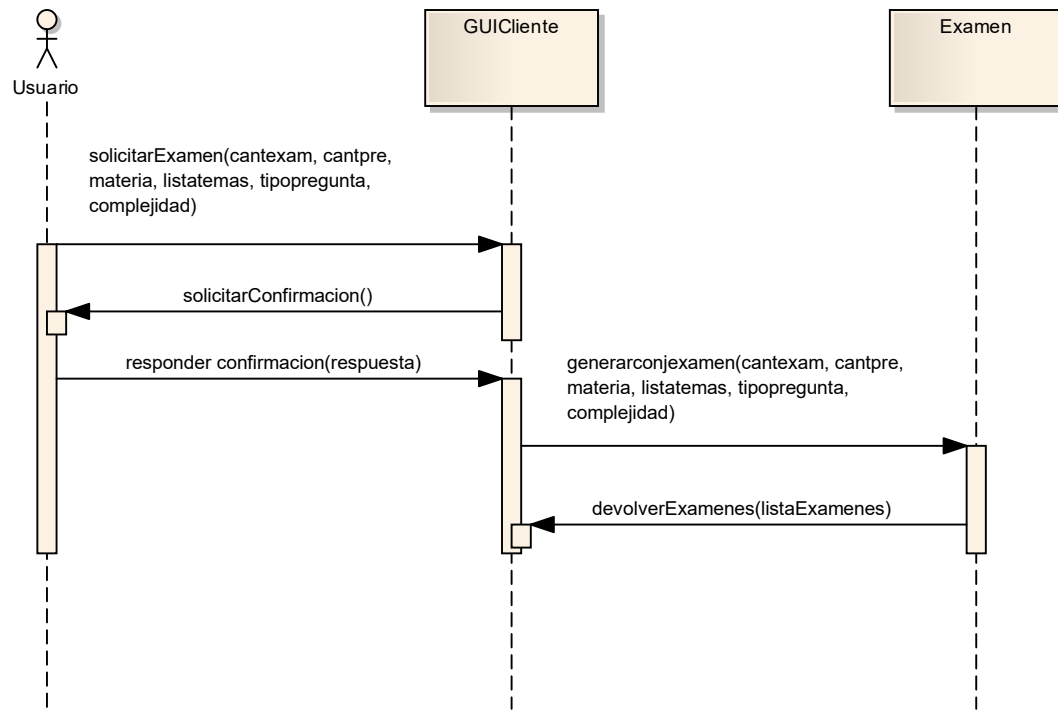 Usuario
GUICliente
Examen
solicitarExamen(cantexam, cantpre,
materia, listatemas, tipopregunta,
complejidad)
solicitarConfirmacion()
responder confirmacion(respuesta)
generarconjexamen(cantexam, cantpre,
materia, listatemas, tipopregunta,
complejidad)
devolverExamenes(listaExamenes)